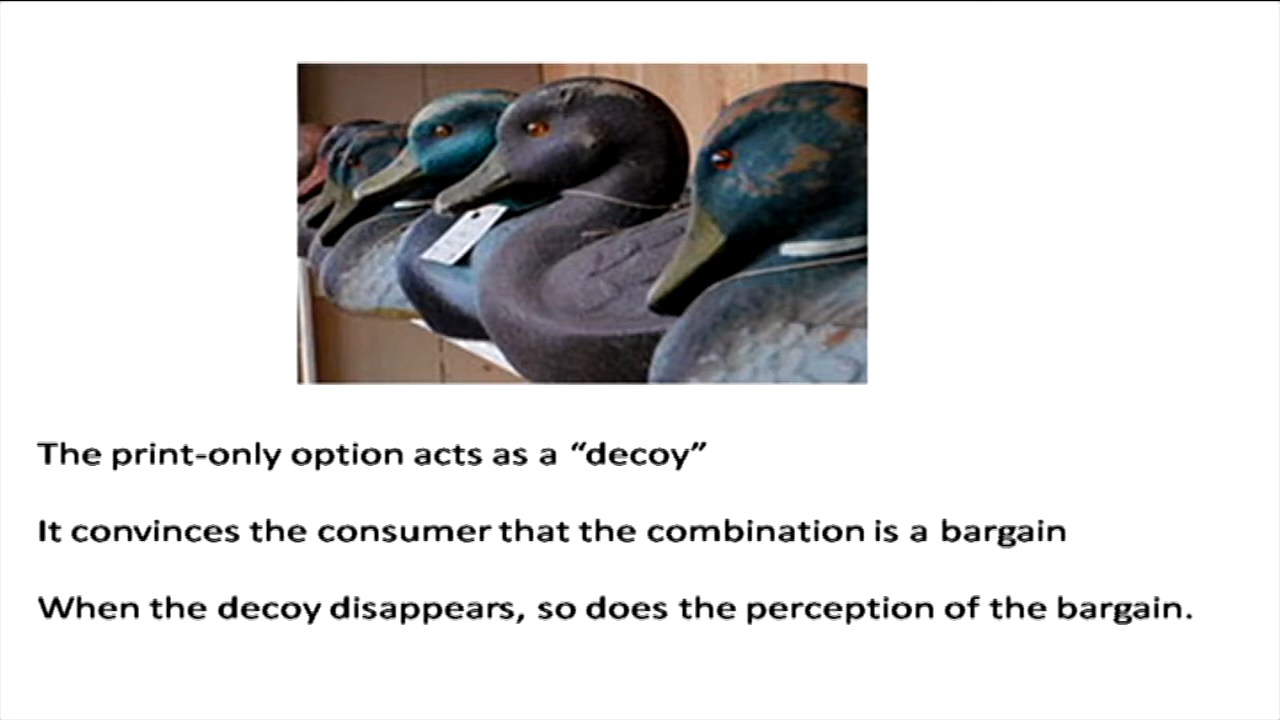 The print-only option acts as a “decoy”
It convinces the consumer that the combination is a bargain
When the decoy disappears, so does the perception of the bargain.